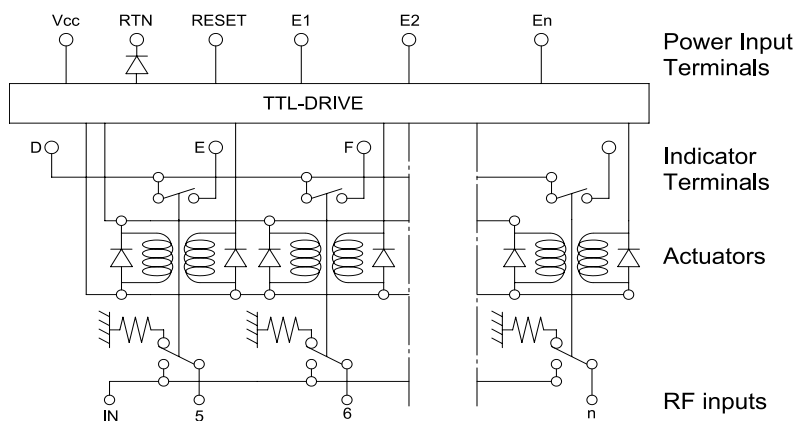 Vcc RTN RESET E1 E2 En
Power Input
Terminals
TTL-DRIVE
D E F
Indicator
Terminals
Actuators
IN 5 6 n
RF inputs